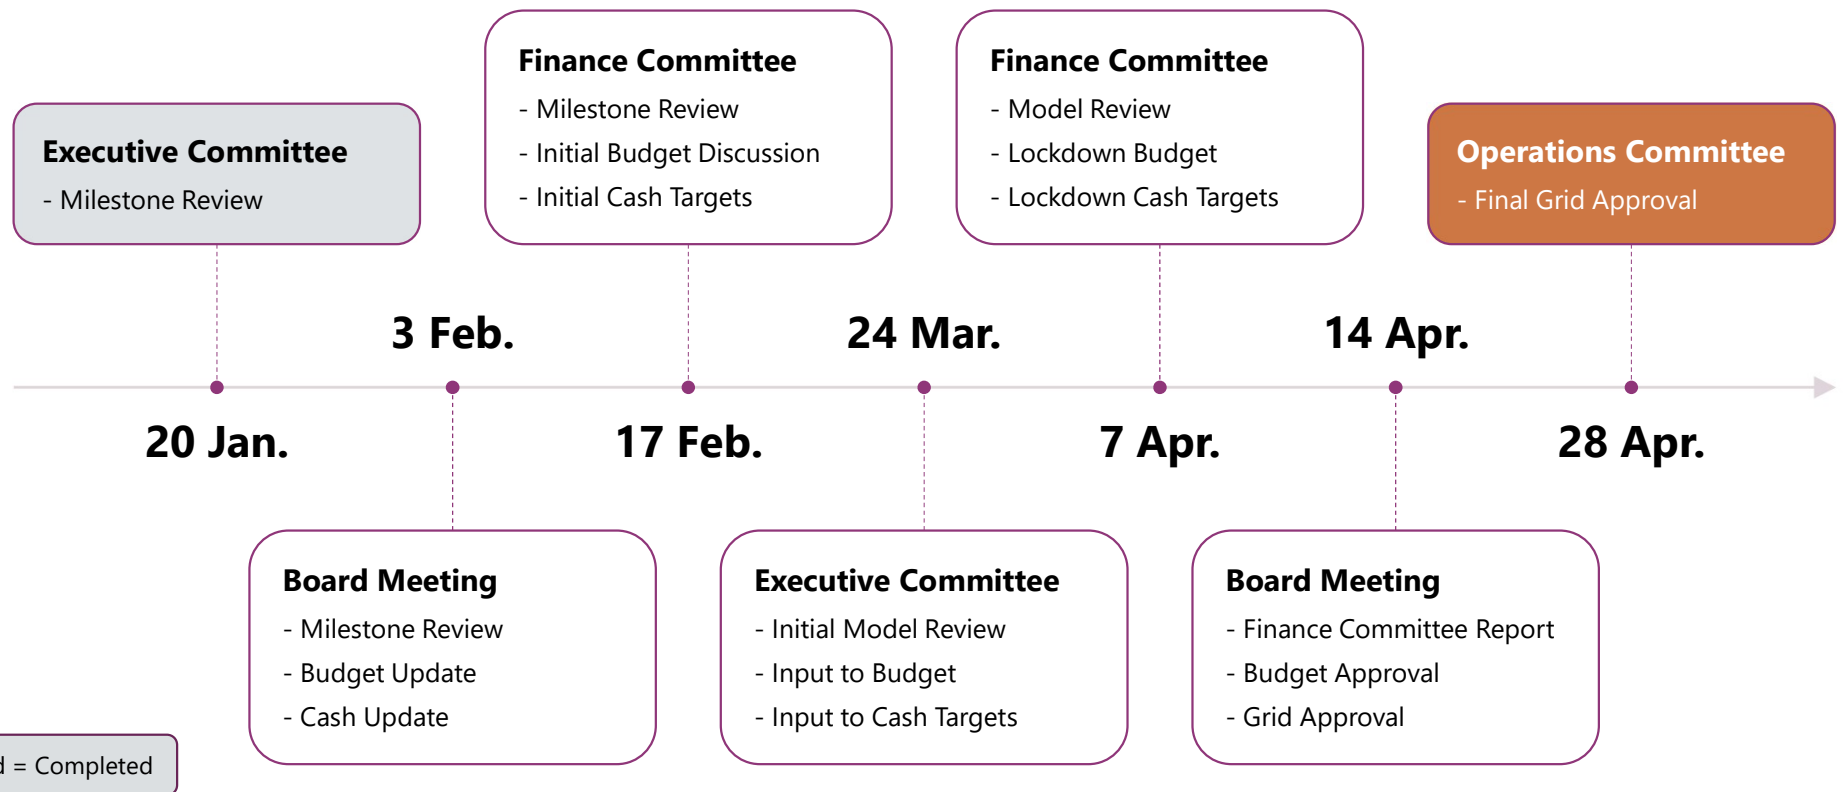 Executive Committee
- Milestone Review
Finance Committee
- Milestone Review
- Initial Budget Discussion
- Initial Cash Targets
Finance Committee
- Model Review
- Lockdown Budget
- Lockdown Cash Targets
Operations Committee
- Final Grid Approval
3 Feb.
24 Mar.
14 Apr.
20 Jan.
17 Feb.
7 Apr.
28 Apr.
Board Meeting
- Milestone Review
- Budget Update
- Cash Update
Executive Committee
- Initial Model Review
- Input to Budget
- Input to Cash Targets
Board Meeting
- Finance Committee Report
- Budget Approval
- Grid Approval
= Completed